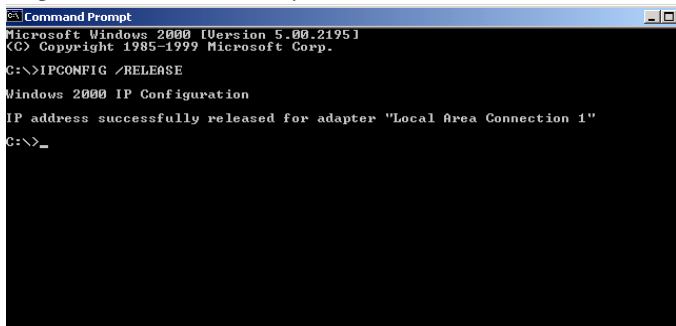 Command Prompt
Microsoft Windows 2000 [Version 5.00.2195]
(C) Copyright 1985-1999 Microsoft Corp.
C:\>IPCONFIG /RELEASE
Windows 2000 IP Configuration
IP address successfully released for adapter "Local Area Connection 1"
C:\>_